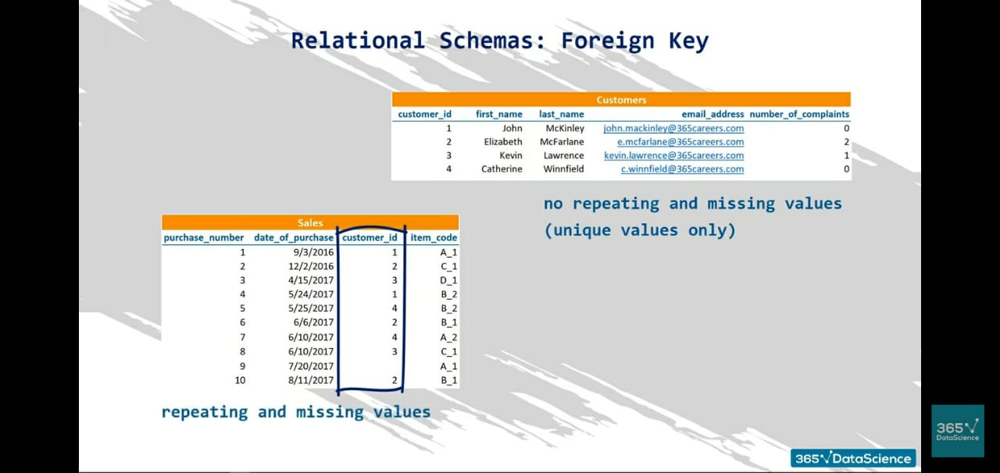 Relational Schemas: Foreign Key
Customers
customer_id first_name last_name email_address number_of_complaints
1 John McKinley john.mackinley@365careers.com 0
2 Elizabeth McFarlane e.mcfarlane@365careers.com 2
3 Kevin Lawrence kevin.lawrence@365careers.com 1
4 Catherine Winnfield c.winnfield@365careers.com 0
no repeating and missing values
(unique values only)
Sales
purchase_number date_of_purchase customer_id item_code
1 9/3/2016 1 A_1
2 12/2/2016 2 C_1
3 4/15/2017 3 D_1
4 5/24/2017 1 B_2
5 5/25/2017 4 B_2
6 6/6/2017 2 B_1
7 6/10/2017 4 A_2
8 6/10/2017 3 C_1
9 7/20/2017 A_1
10 8/11/2017 2 B_1
repeating and missing values
365 DataScience
365
DataScience